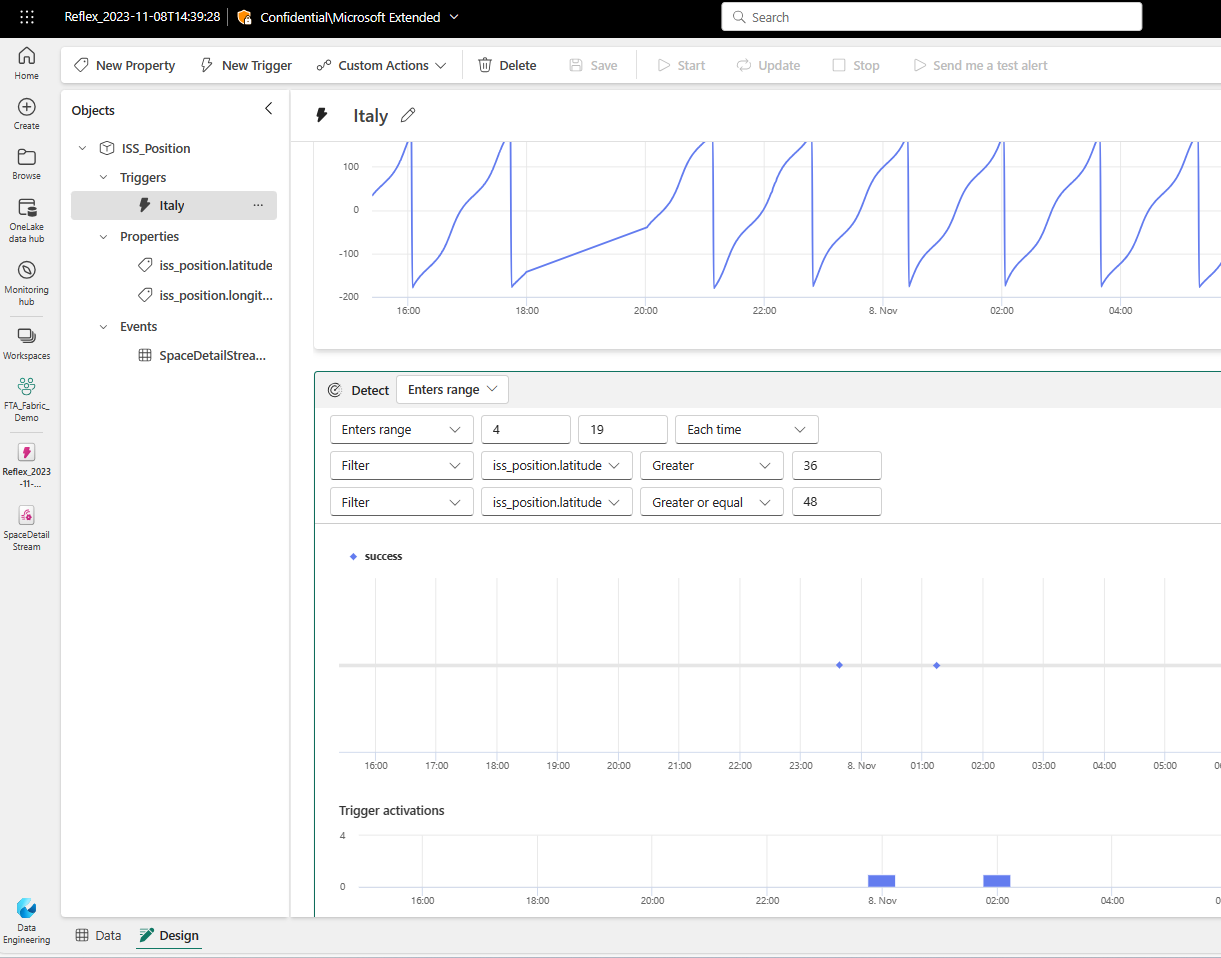 Reflex_2023-11-08T14:39:28 Confidential\Microsoft Extended
Search
Home
Create
Browse
OneLake
data hub
Monitoring
hub
Workspaces
FTA_Fabric_
Demo
Reflex_2023
-11-...
SpaceDetail
Stream
Data
Engineering
New Property New Trigger Custom Actions Delete Save Start Update Stop Send me a test alert
Objects
ISS_Position
Triggers
Italy ...
Properties
iss_position.latitude
iss_position.longit...
Events
SpaceDetailStrea...
Italy
100
0
-100
-200
16:00 18:00 20:00 22:00 8. Nov 02:00 04:00
Detect Enters range
Enters range 4 19 Each time
Filter iss_position.latitude Greater 36
Filter iss_position.latitude Greater or equal 48
success
16:00 17:00 18:00 19:00 20:00 21:00 22:00 23:00 8. Nov 01:00 02:00 03:00 04:00 05:00
Trigger activations
4
0
16:00 18:00 20:00 22:00 8. Nov 02:00 04:00
Data Design